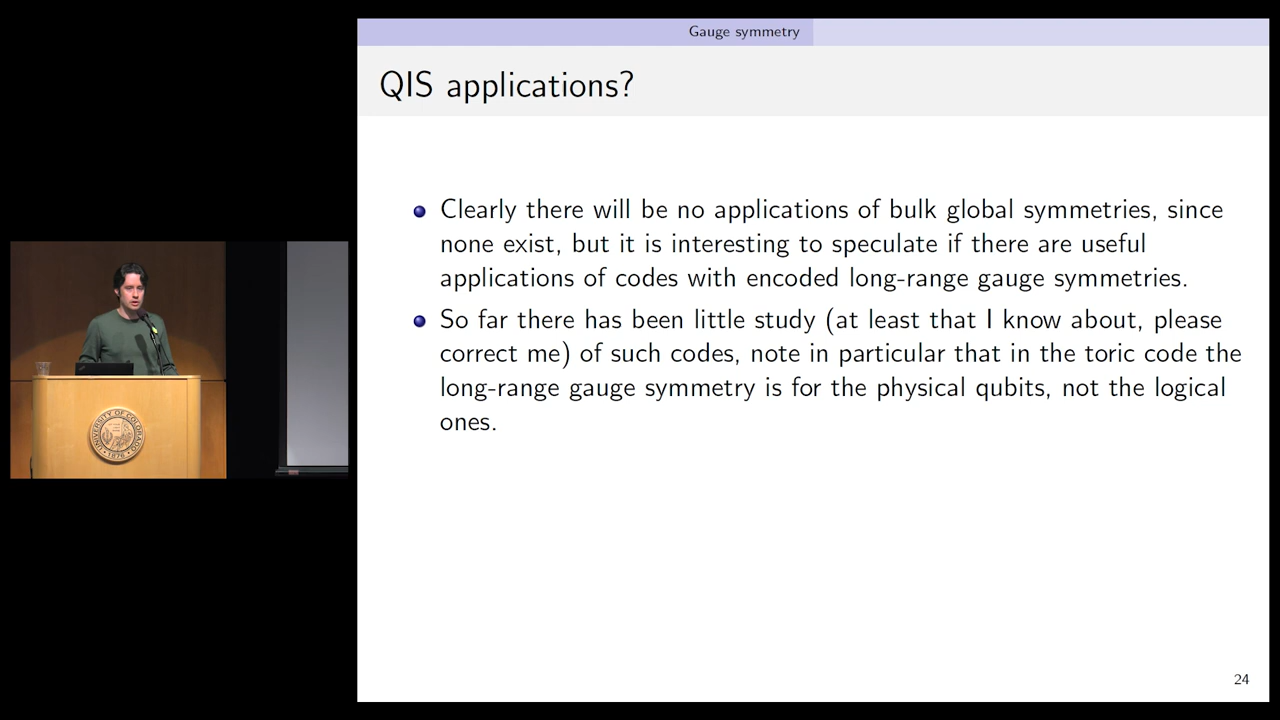 Gauge symmetry
QIS applications?
Clearly there will be no applications of bulk global symmetries, since
none exist, but it is interesting to speculate if there are useful
applications of codes with encoded long-range gauge symmetries.
So far there has been little study (at least that I know about, please
correct me) of such codes, note in particular that in the toric code the
long-range gauge symmetry is for the physical qubits, not the logical
ones.
24
UNIVERSITY OF COLORADO
1876